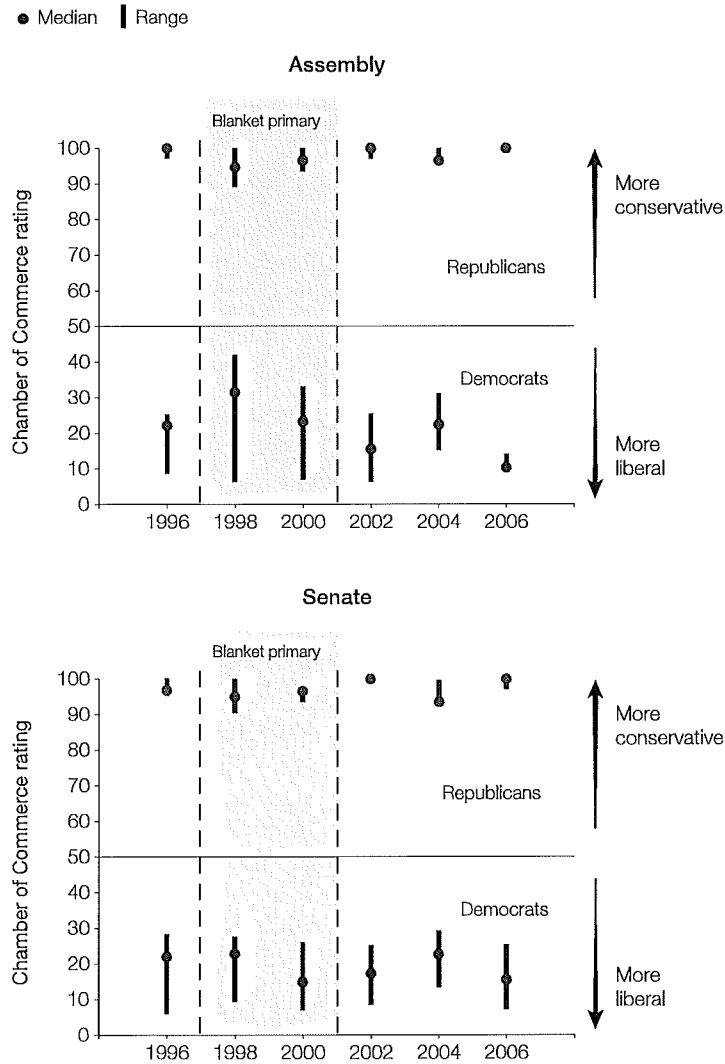 Median Range
Assembly
Blanket primary
Chamber of Commerce rating
100
90
80
70
60
50
40
30
20
10
0
More
conservative
Republicans
Democrats
More
liberal
1996 1998 2000 2002 2004 2006
Senate
Blanket primary
Chamber of Commerce rating
100
90
80
70
60
50
40
30
20
10
0
More
conservative
Republicans
Democrats
More
liberal
1996 1998 2000 2002 2004 2006